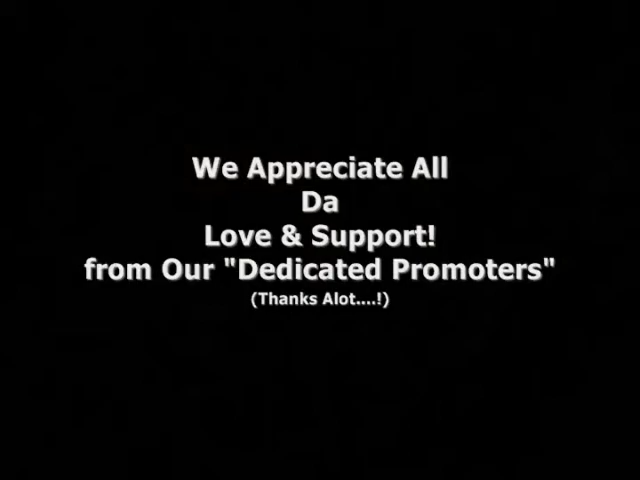 We Appreciate All
Da
Love & Support!
from Our "Dedicated Promoters"
(Thanks Alot....!)